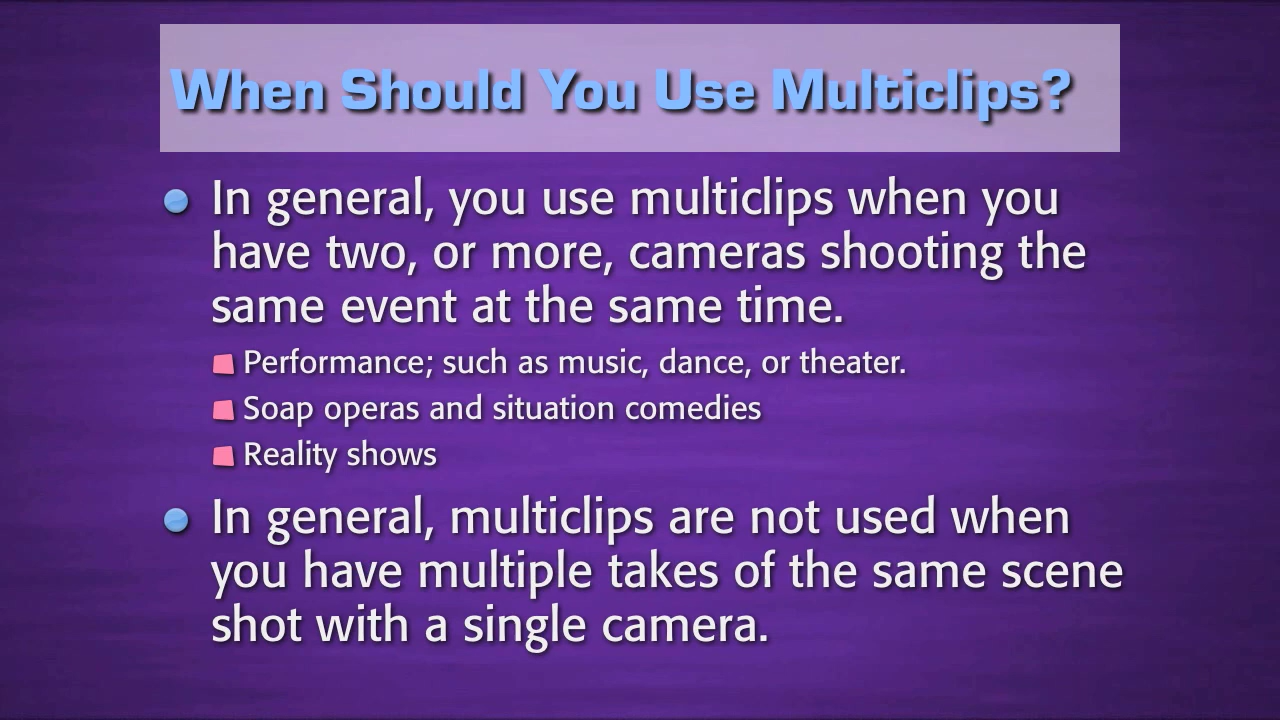 When Should You Use Multiclips?
In general, you use multiclips when you
have two, or more, cameras shooting the
same event at the same time.
Performance; such as music, dance, or theater.
Soap operas and situation comedies
Reality shows
In general, multiclips are not used when
you have multiple takes of the same scene
shot with a single camera.